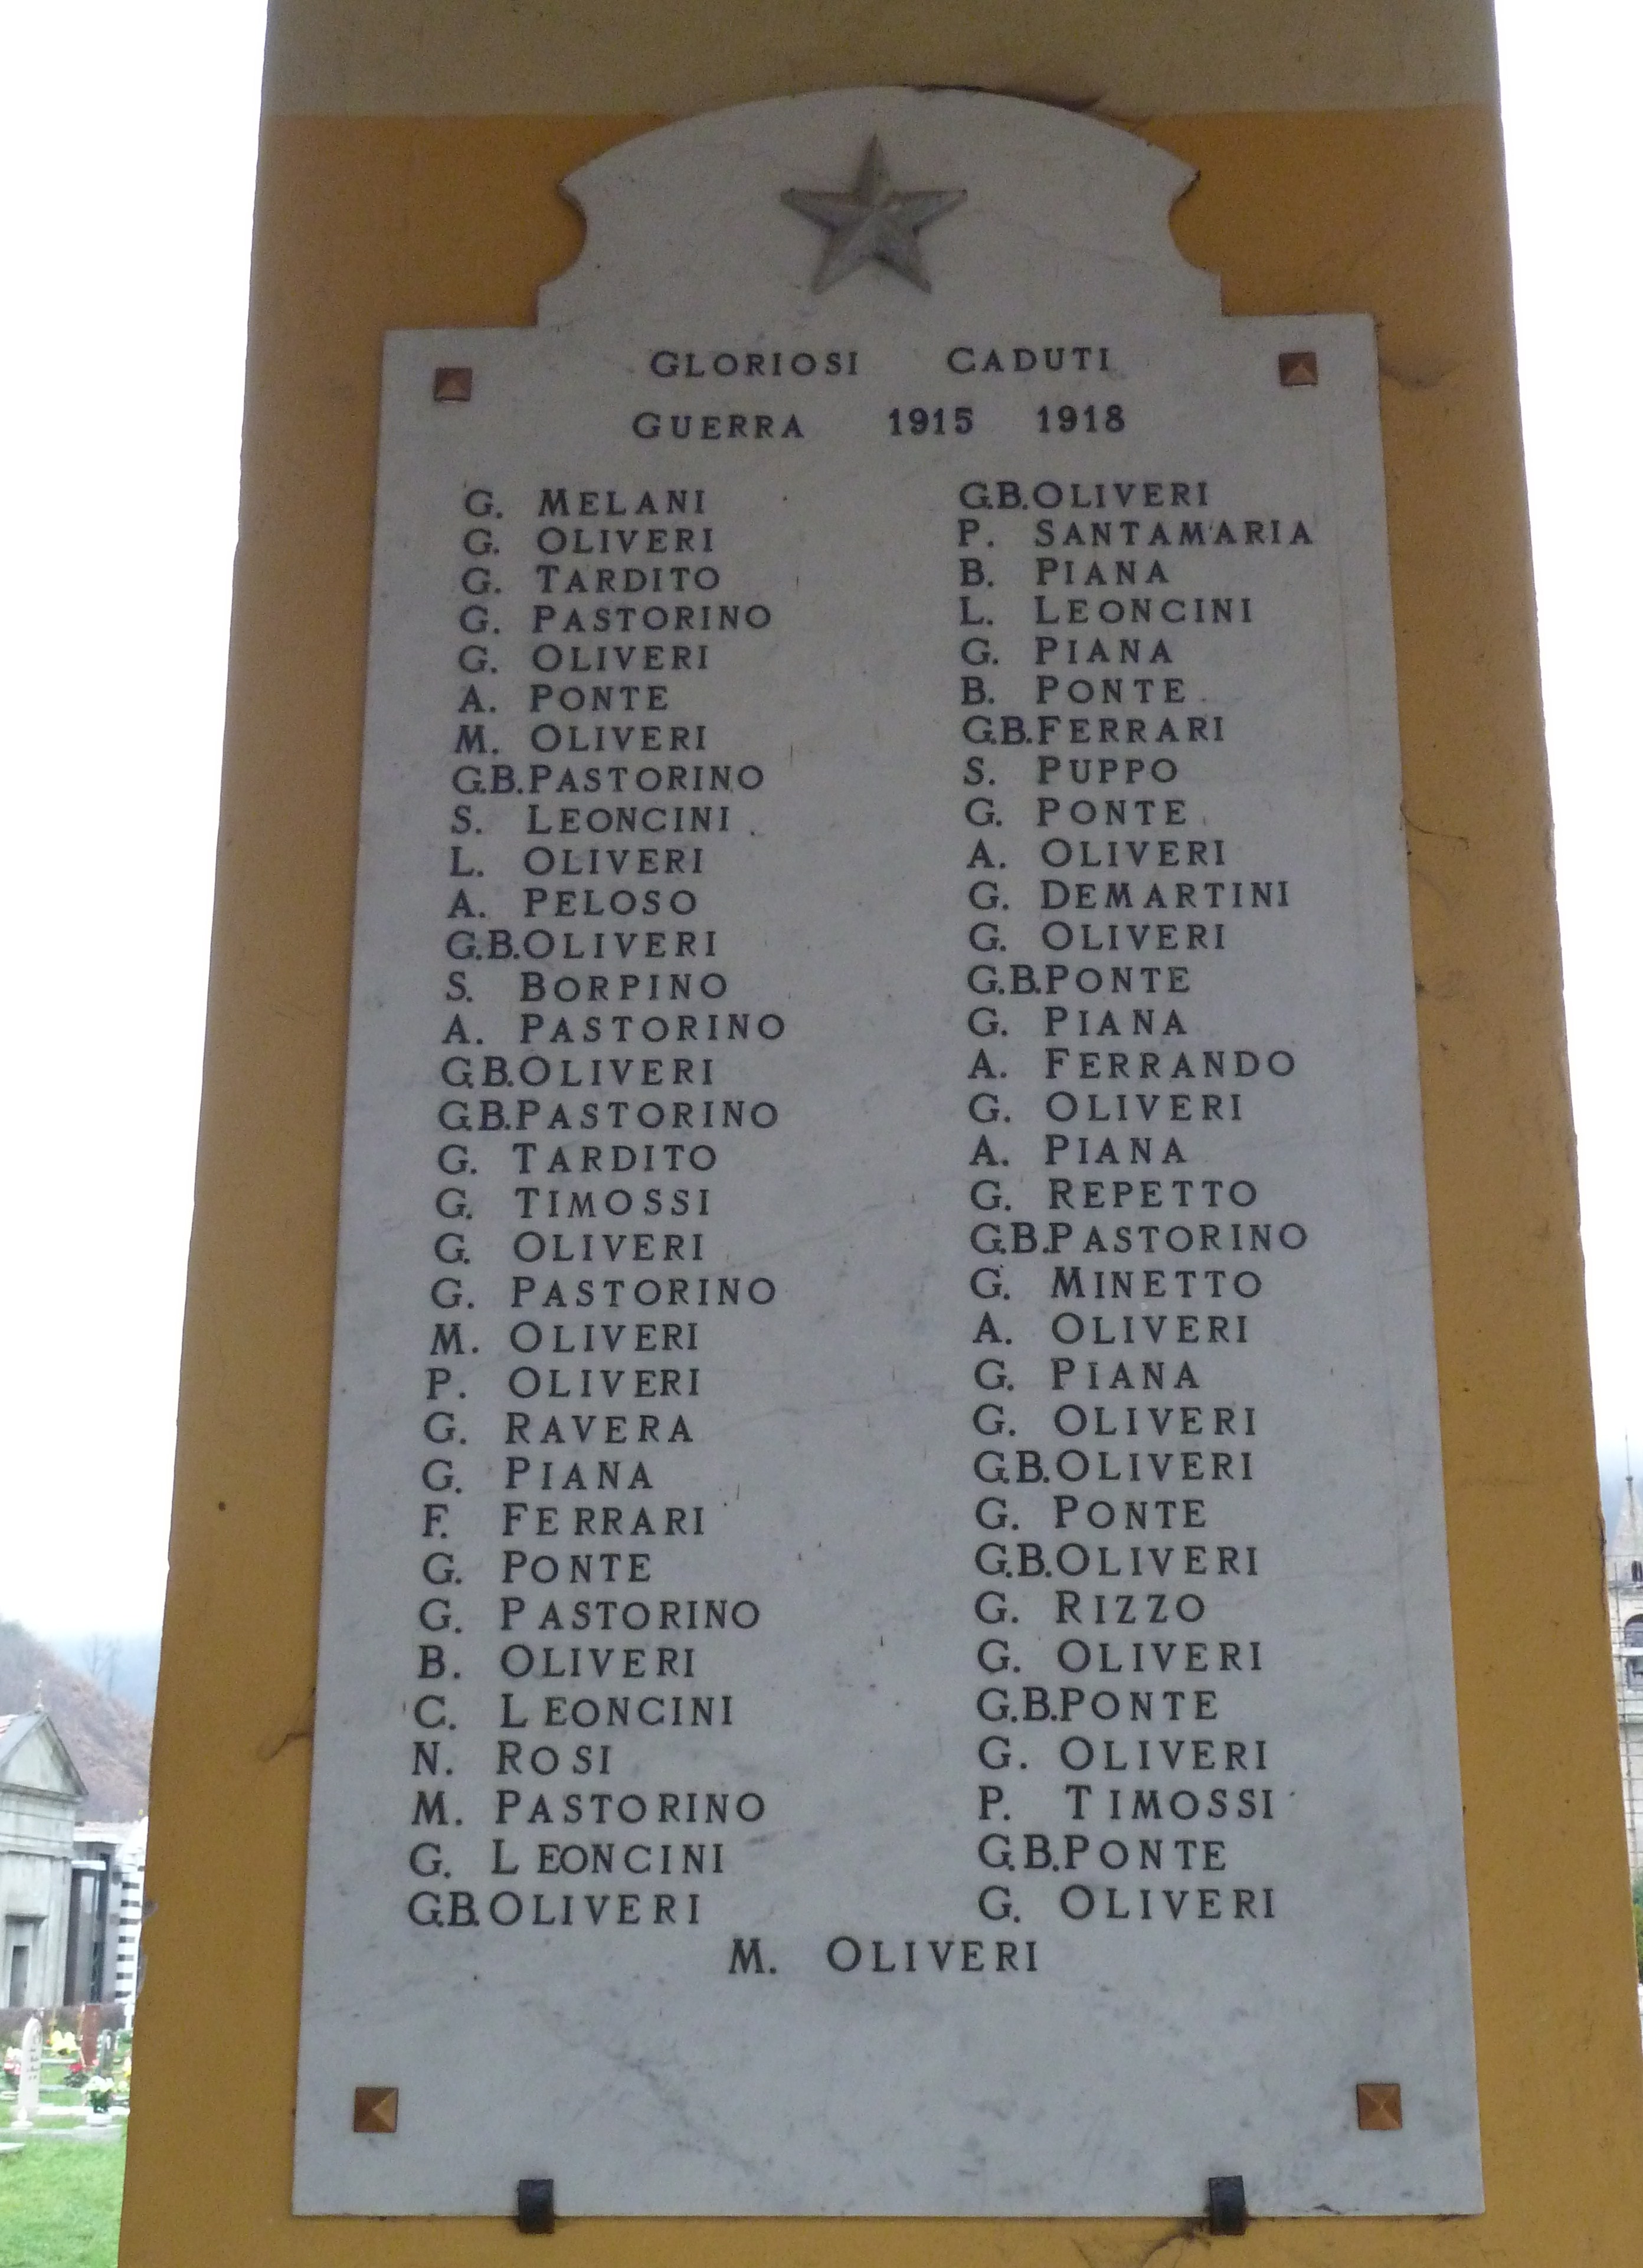 GLORIOSI CADUTI
GUERRA 1915 1918
G. MELANI
G. OLIVERI
G. TARDITO
G. PASTORINO
G. OLIVERI
A. PONTE
M. OLIVERI
G.B. PASTORINO
S. LEONCINI
L. OLIVERI
A. PELOSO
G.B. OLIVERI
S. BORPINO
A. PASTORINO
G.B. OLIVERI
G.B. PASTORINO
G. TARDITO
G. TIMOSSI
G. OLIVERI
G. PASTORINO
M. OLIVERI
P. OLIVERI
G. RAVERA
G. PIANA
F. FERRARI
G. PONTE
G. PASTORINO
B. OLIVERI
C. LEONCINI
N. ROSI
M. PASTORINO
G. LEONCINI
G.B. OLIVERI
G.B. OLIVERI
P. SANTAMARIA
B. PIANA
L. LEONCINI
G. PIANA
B. PONTE
G.B. FERRARI
S. PUPPO
G. PONTE
A. OLIVERI
G. DEMARTINI
G. OLIVERI
G.B. PONTE
G. PIANA
A. FERRANDO
G. OLIVERI
A. PIANA
G. REPETTO
G.B. PASTORINO
G. MINETTO
A. OLIVERI
G. PIANA
G. OLIVERI
G.B. OLIVERI
G. PONTE
G.B. OLIVERI
G. RIZZO
G. OLIVERI
G.B. PONTE
G. OLIVERI
P. TIMOSSI
G.B. PONTE
G. OLIVERI
M. OLIVERI